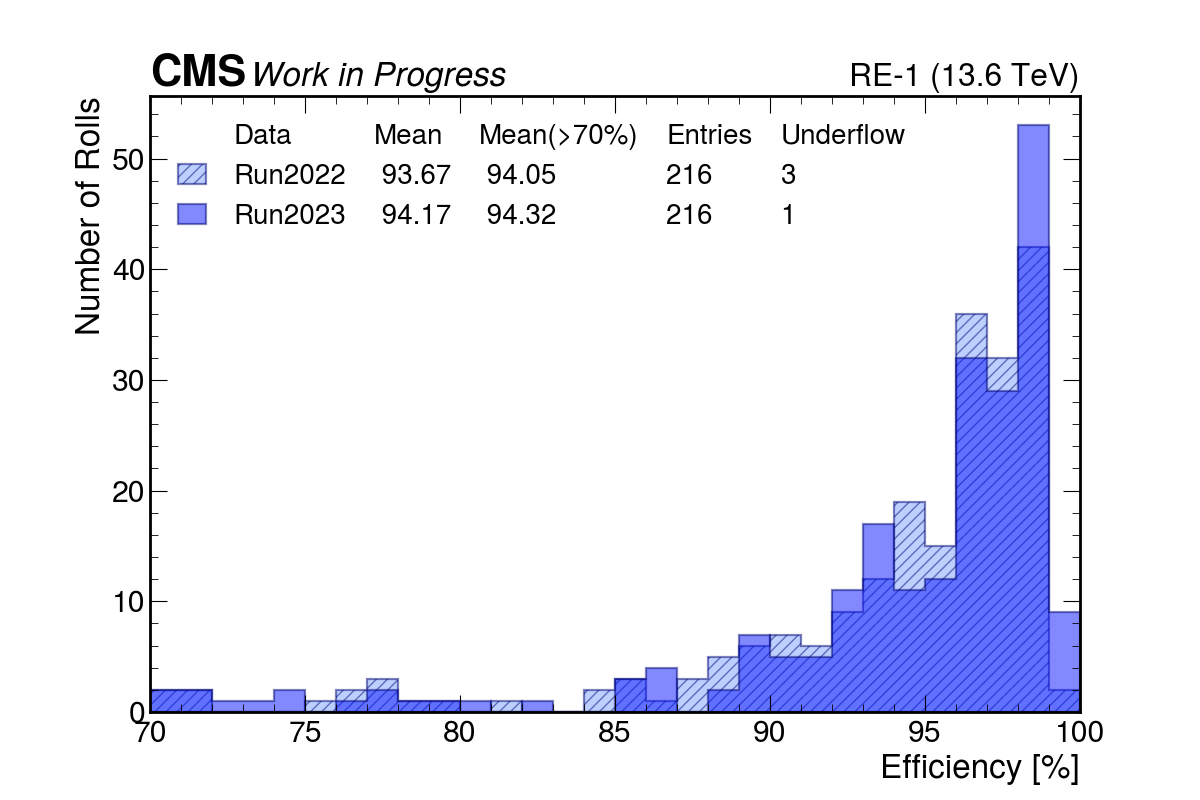 CMS Work in Progress RE-1 (13.6 TeV)
Number of Rolls
Data Mean Mean(>70%) Entries Underflow
Run2022 93.67 94.05 216 3
Run2023 94.17 94.32 216 1
50
40
30
20
10
0
70 75 80 85 90 95 100
Efficiency [%]